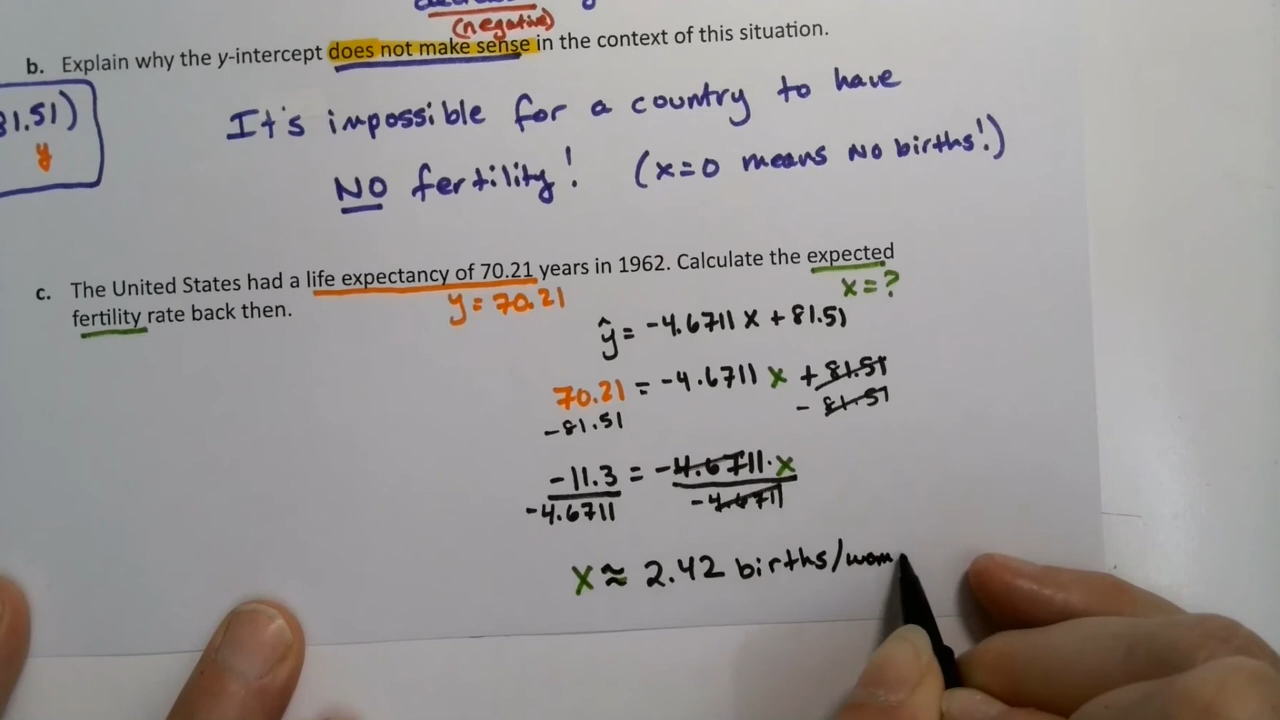 (negative)
b. Explain why the y-intercept does not make sense in the context of this situation.
31.51)
y
It's impossible for a country to have
NO fertility! (x=0 means NO births!)
c. The United States had a life expectancy of 70.21 years in 1962. Calculate the expected
fertility rate back then.
y = 70.21
x = ?
ŷ = -4.6711 x + 81.51
70.21 = -4.6711 x + 81.51
-81.51 - 81.51
-11.3 = -4.6711·x
-4.6711 -4.6711
x ≈ 2.42 births/wom